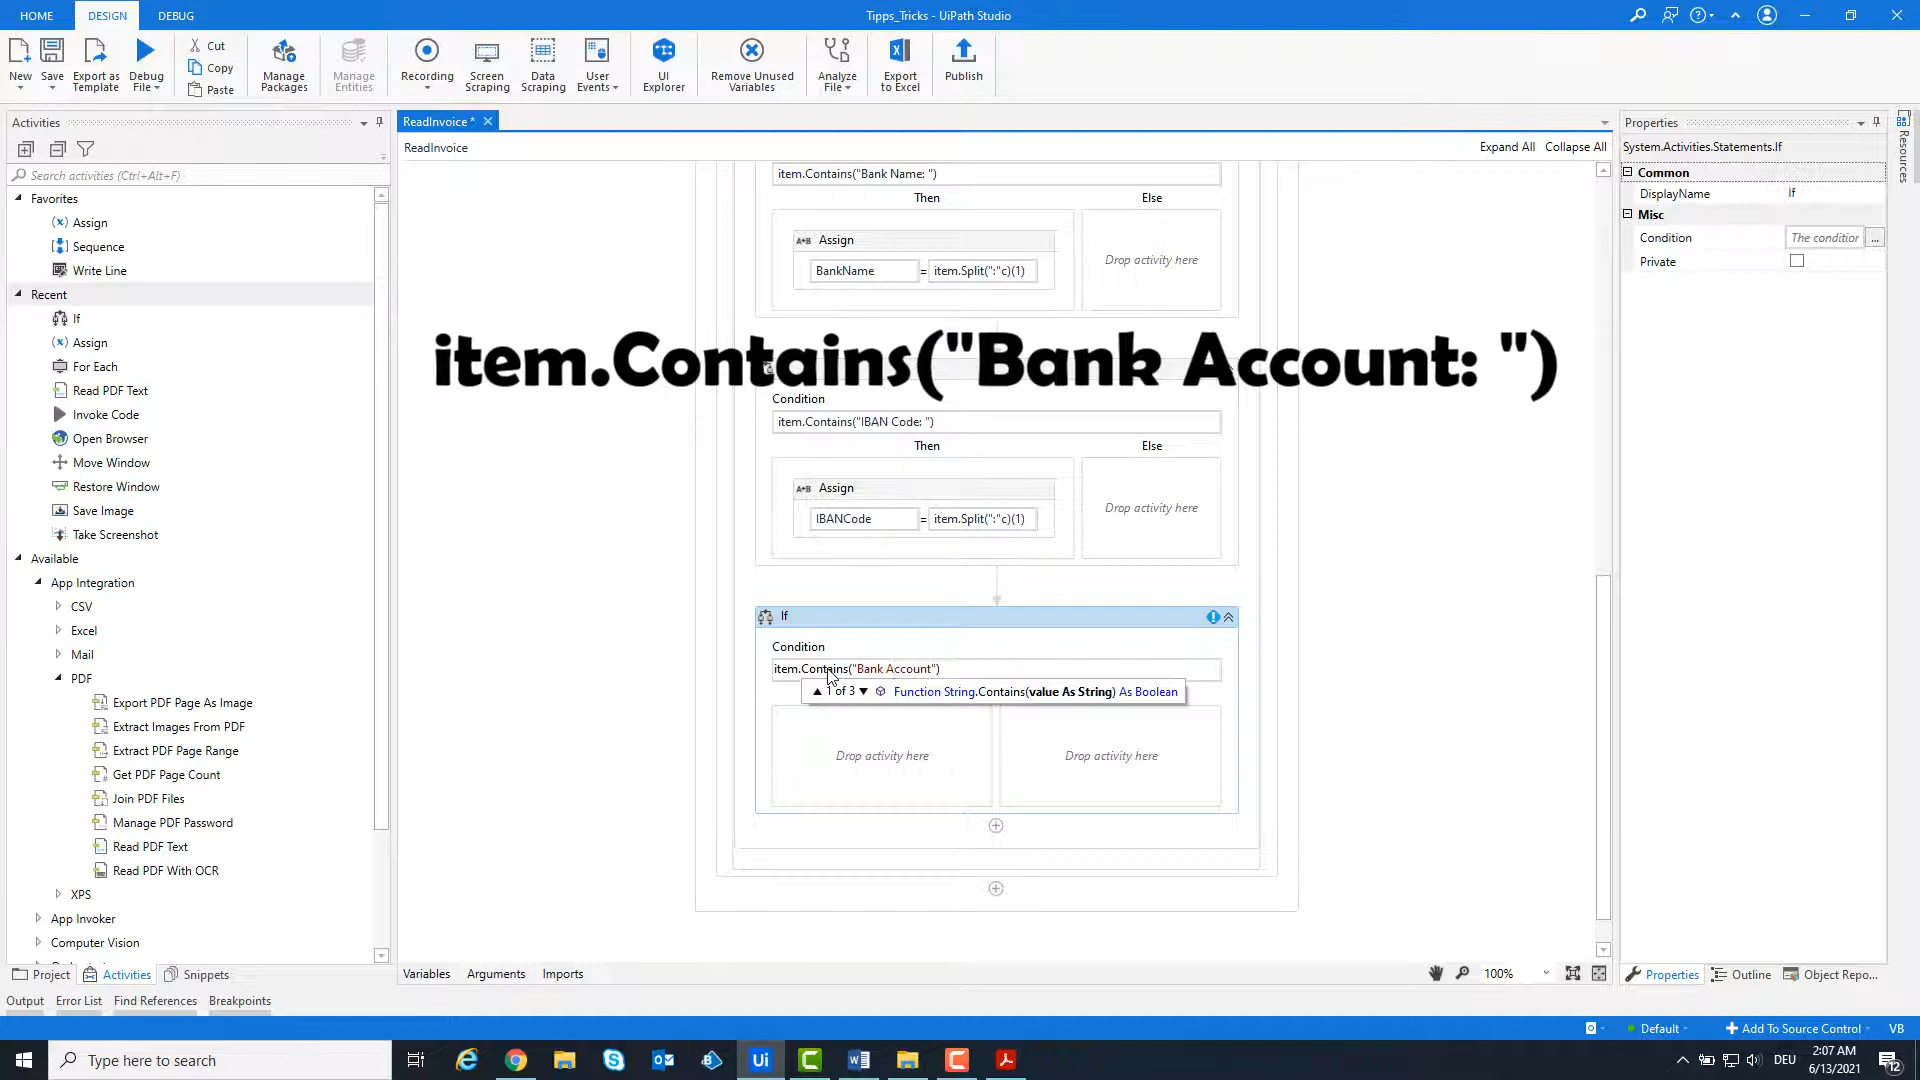 HOME DESIGN DEBUG
Tipps_Tricks - UiPath Studio
New Save Export as Template Debug File
Cut
Copy
Paste
Manage Packages
Manage Entities
Recording
Screen Scraping
Data Scraping
User Events
UI Explorer
Remove Unused Variables
Analyze File
Export to Excel
Publish
Activities
Search activities (Ctrl+Alt+F)
Favorites
Assign
Sequence
Write Line
Recent
If
Assign
For Each
Read PDF Text
Invoke Code
Open Browser
Move Window
Restore Window
Save Image
Take Screenshot
Available
App Integration
CSV
Excel
Mail
PDF
Export PDF Page As Image
Extract Images From PDF
Extract PDF Page Range
Get PDF Page Count
Join PDF Files
Manage PDF Password
Read PDF Text
Read PDF With OCR
XPS
App Invoker
Computer Vision
Project Activities Snippets
ReadInvoice *
ReadInvoice
Expand All Collapse All
item.Contains("Bank Name: ")
Then Else
Assign
BankName = item.Split(":"c)(1)
Drop activity here
item.Contains("Bank Account: ")
Condition
item.Contains("IBAN Code: ")
Then Else
Assign
IBANCode = item.Split(":"c)(1)
Drop activity here
If
Condition
item.Contains("Bank Account")
1 of 3 Function String.Contains(value As String) As Boolean
Drop activity here Drop activity here
Variables Arguments Imports
100%
Properties
System.Activities.Statements.If
Common
DisplayName If
Misc
Condition The condition ...
Private
Resources
Properties Outline Object Repo...
Output Error List Find References Breakpoints
Default Add To Source Control VB
Type here to search
Ui
DEU
2:07 AM
6/13/2021
12